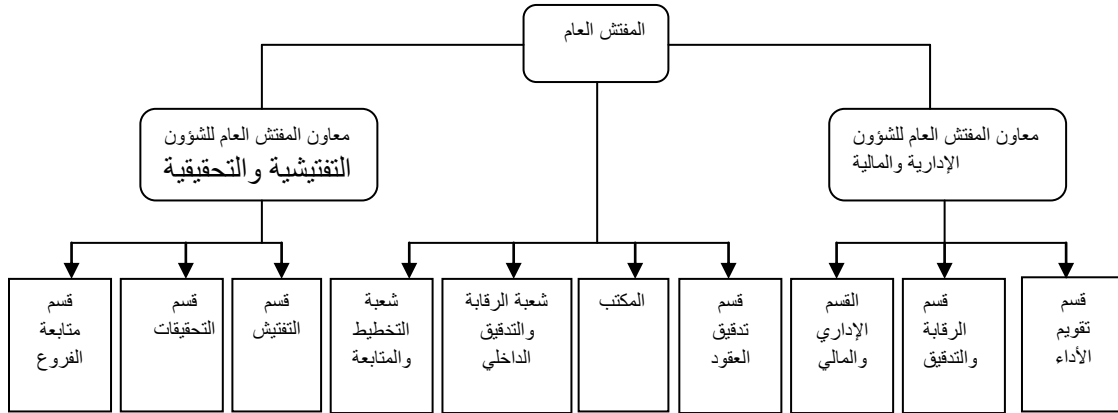 المفتش العام
معاون المفتش العام للشؤون
الإدارية والمالية
معاون المفتش العام للشؤون
التفتيشية والتحقيقية
قسم
تقويم
الأداء
قسم
الرقابة
والتدقيق
القسم
الإداري
والمالي
قسم
تدقيق
العقود
المكتب
شعبة الرقابة
والتدقيق
الداخلي
شعبة
التخطيط
والمتابعة
قسم
التفتيش
قسم
التحقيقات
قسم
متابعة
الفروع